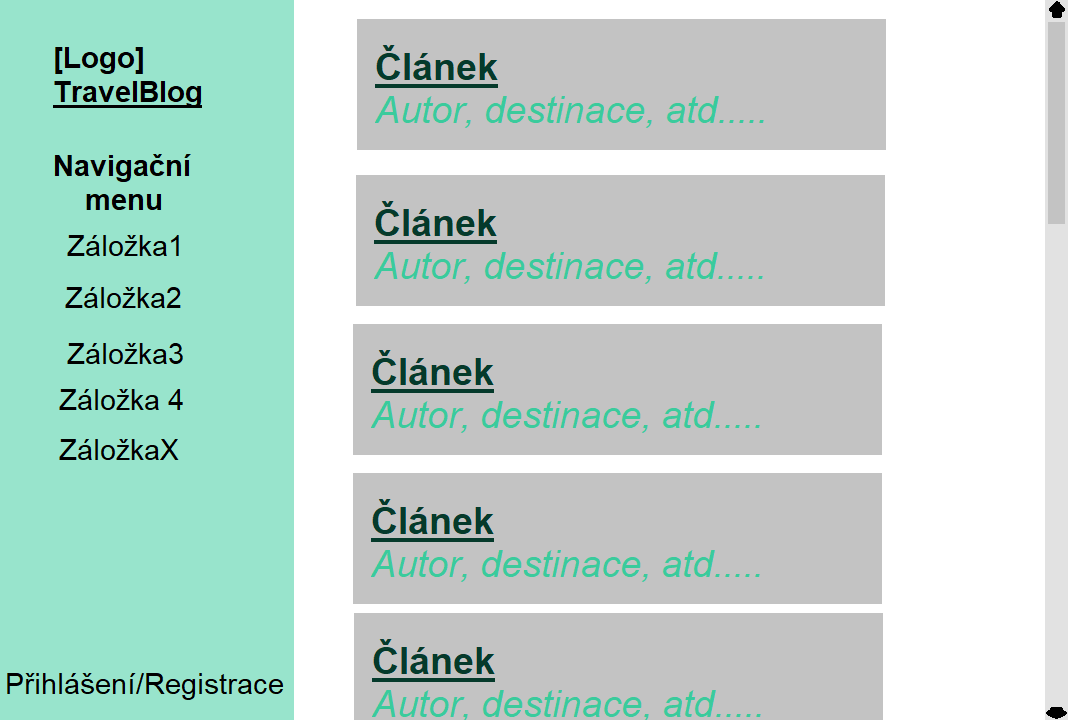 [Logo]
TravelBlog
Navigační
menu
Záložka1
Záložka2
Záložka3
Záložka 4
ZáložkaX
Přihlášení/Registrace
Článek
Autor, destinace, atd.....
Článek
Autor, destinace, atd.....
Článek
Autor, destinace, atd.....
Článek
Autor, destinace, atd.....
Článek
Autor, destinace, atd.....